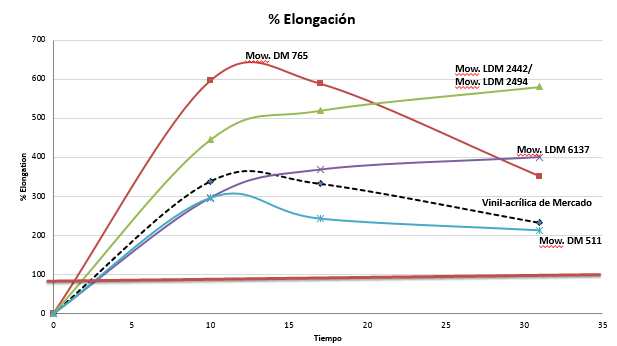 % Elongación
700
600
500
400
300
200
100
0
% Elongation
Mow. DM 765
Mow. LDM 2442/
Mow. LDM 2494
Mow. LDM 6137
Vinil-acrílica de Mercado
Mow. DM 511
0 5 10 15 20 25 30 35
Tiempo